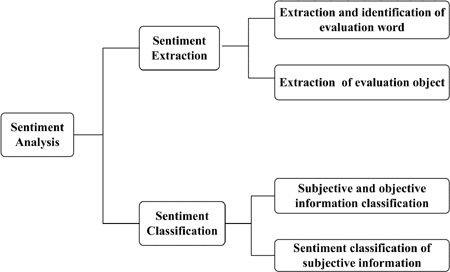 Sentiment
Analysis
Sentiment
Extraction
Extraction and identification of
evaluation word
Extraction of evaluation object
Sentiment
Classification
Subjective and objective
information classification
Sentiment classification of
subjective information